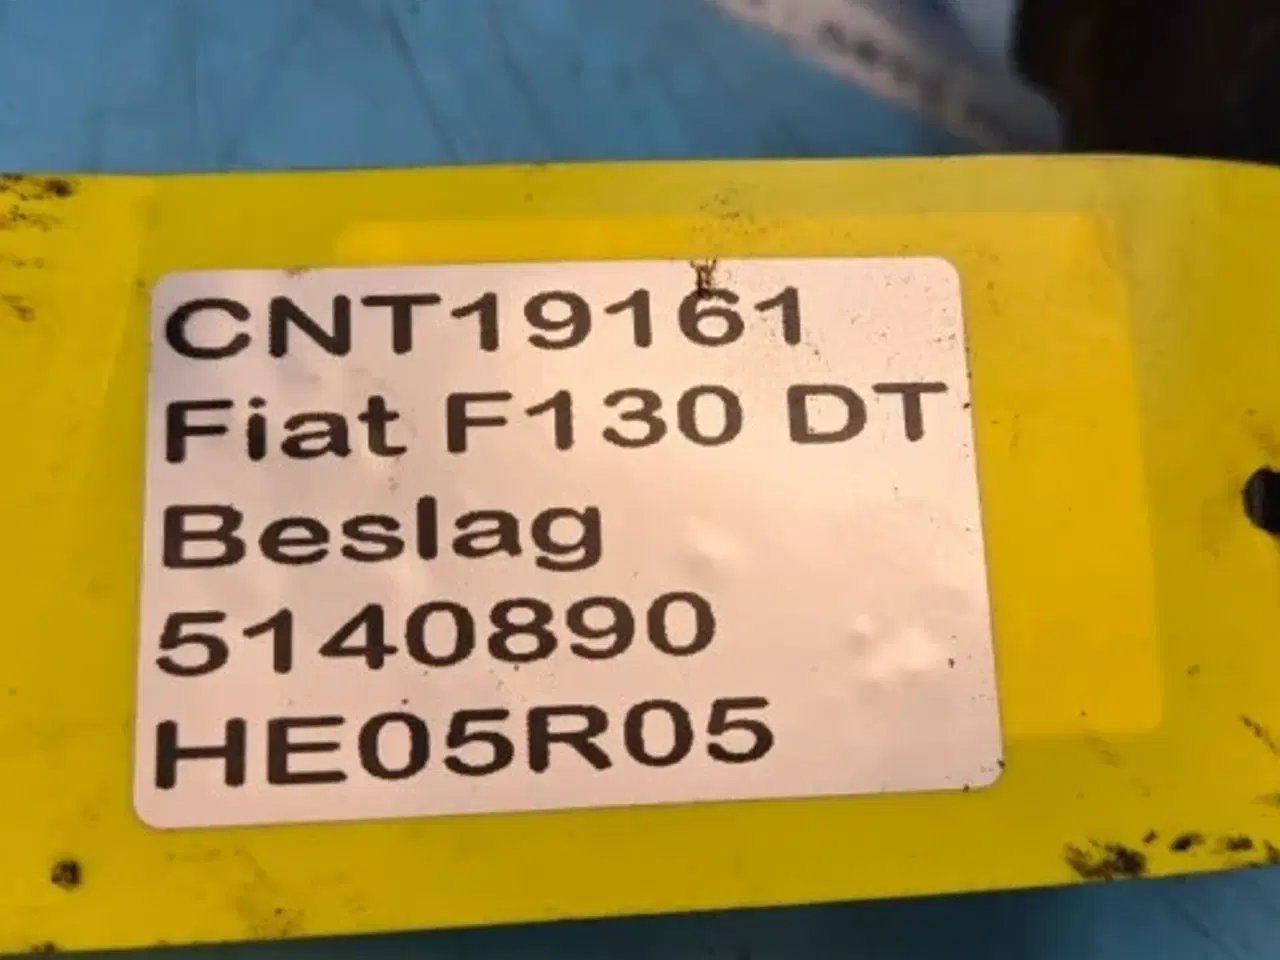 CNT19161
Fiat F130 DT
Beslag
5140890
HE05R05